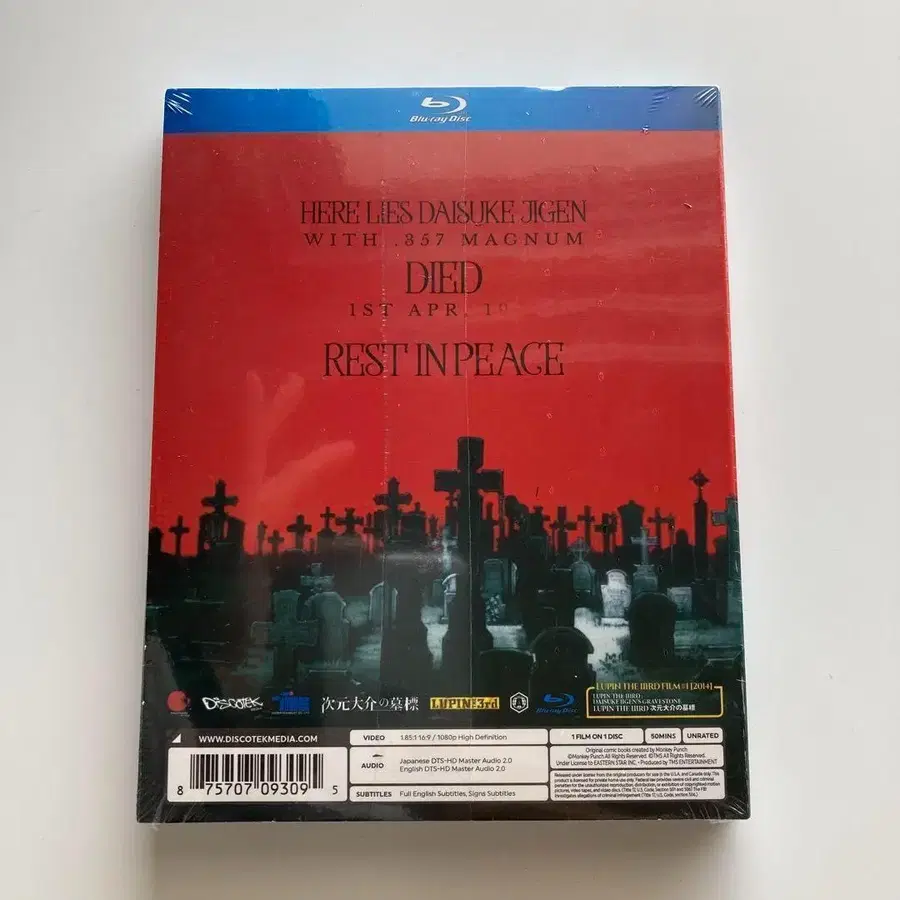 Blu-ray Disc
HERE LIES DAISUKE JIGEN
WITH .357 MAGNUM
DIED
1ST APR. 19
REST IN PEACE
DISCOTEK
次元大介の墓標
LUPIN THE 3rd
Blu-ray Disc
LUPIN THE IIIRD FILM #1 [2014]
LUPIN THE IIIRD :
DAISUKE JIGEN'S GRAVESTONE
LUPIN THE IIIRD 次元大介の墓標
WWW.DISCOTEKMEDIA.COM
8 75707 09309 5
VIDEO
1.85:1 16:9 / 1080p High Definition
AUDIO
Japanese DTS-HD Master Audio 2.0
English DTS-HD Master Audio 2.0
SUBTITLES
Full English Subtitles, Signs Subtitles
1 FILM ON 1 DISC
50MINS
UNRATED
Original comic books created by Monkey Punch
©Monkey Punch All Rights Reserved. ©TMS All Rights Reserved.
Under License to EASTERN STAR INC. • Produced by TMS ENTERTAINMENT